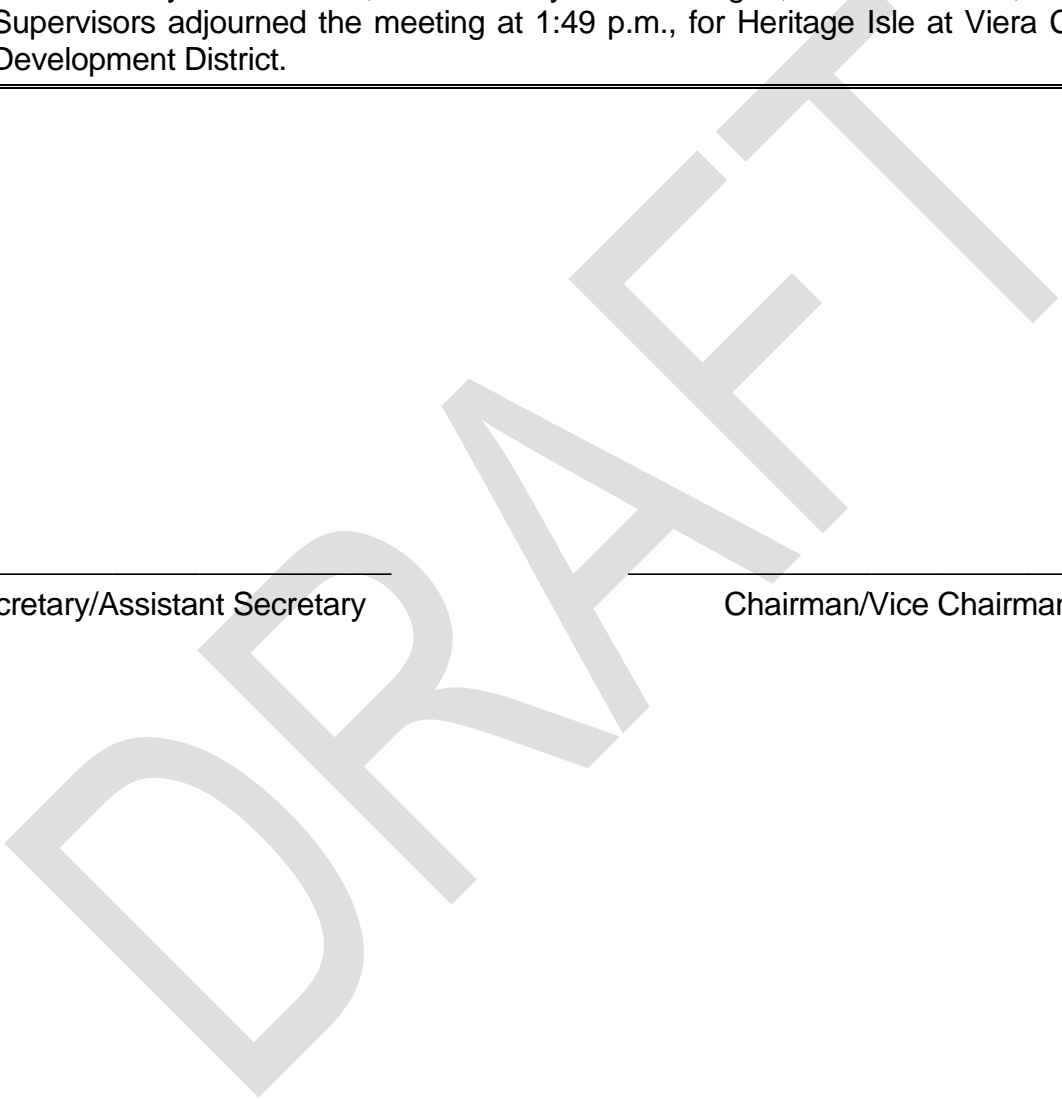 Supervisors adjourned the meeting at 1:49 p.m., for Heritage Isle at Viera
Development District.
cretary/Assistant Secretary Chairman/Vice Chairman
DRAFT